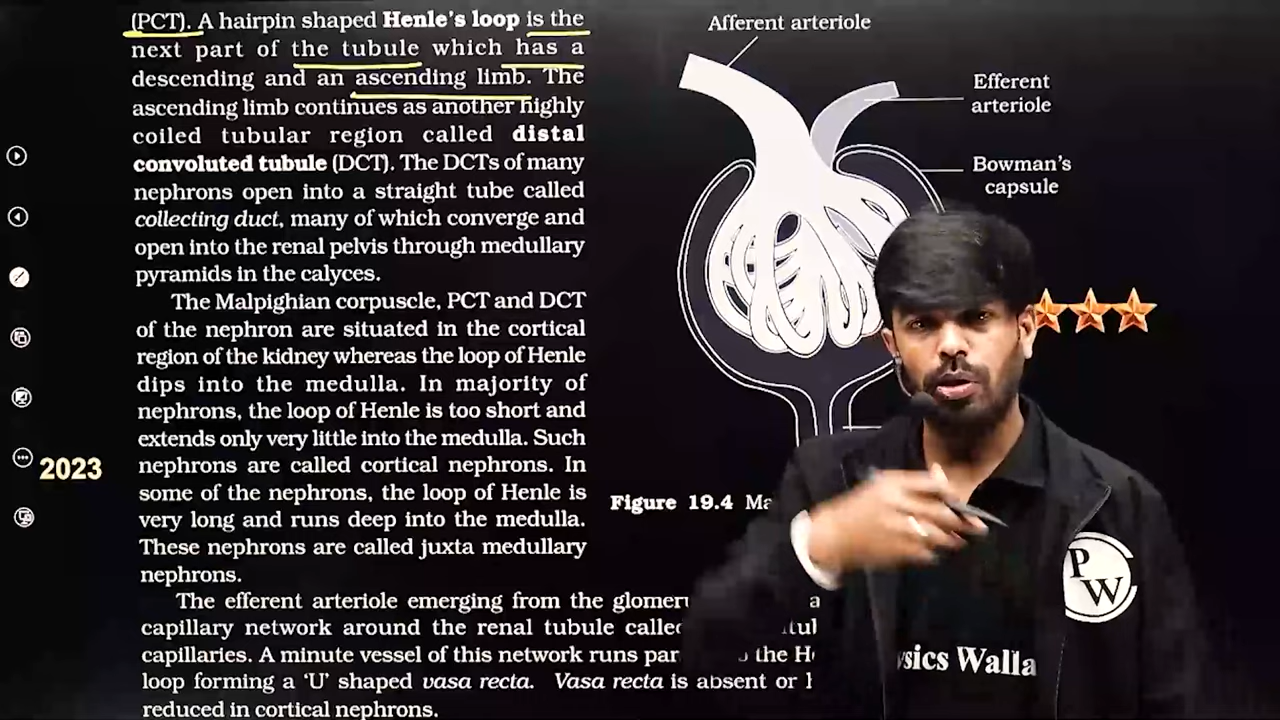 (PCT). A hairpin shaped Henle's loop is the
next part of the tubule which has a
descending and an ascending limb. The
ascending limb continues as another highly
coiled tubular region called distal
convoluted tubule (DCT). The DCTs of many
nephrons open into a straight tube called
collecting duct, many of which converge and
open into the renal pelvis through medullary
pyramids in the calyces.
The Malpighian corpuscle, PCT and DCT
of the nephron are situated in the cortical
region of the kidney whereas the loop of Henle
dips into the medulla. In majority of
nephrons, the loop of Henle is too short and
extends only very little into the medulla. Such
nephrons are called cortical nephrons. In
some of the nephrons, the loop of Henle is
very long and runs deep into the medulla.
These nephrons are called juxta medullary
nephrons.
The efferent arteriole emerging from the
capillary network around the renal tubule
capillaries. A minute vessel of this network runs the
loop forming a 'U' shaped vasa recta. Vasa recta is absent or
reduced in cortical nephrons.
2023
Afferent arteriole
Efferent
arteriole
Bowman's
capsule
Figure 19.4
P
W